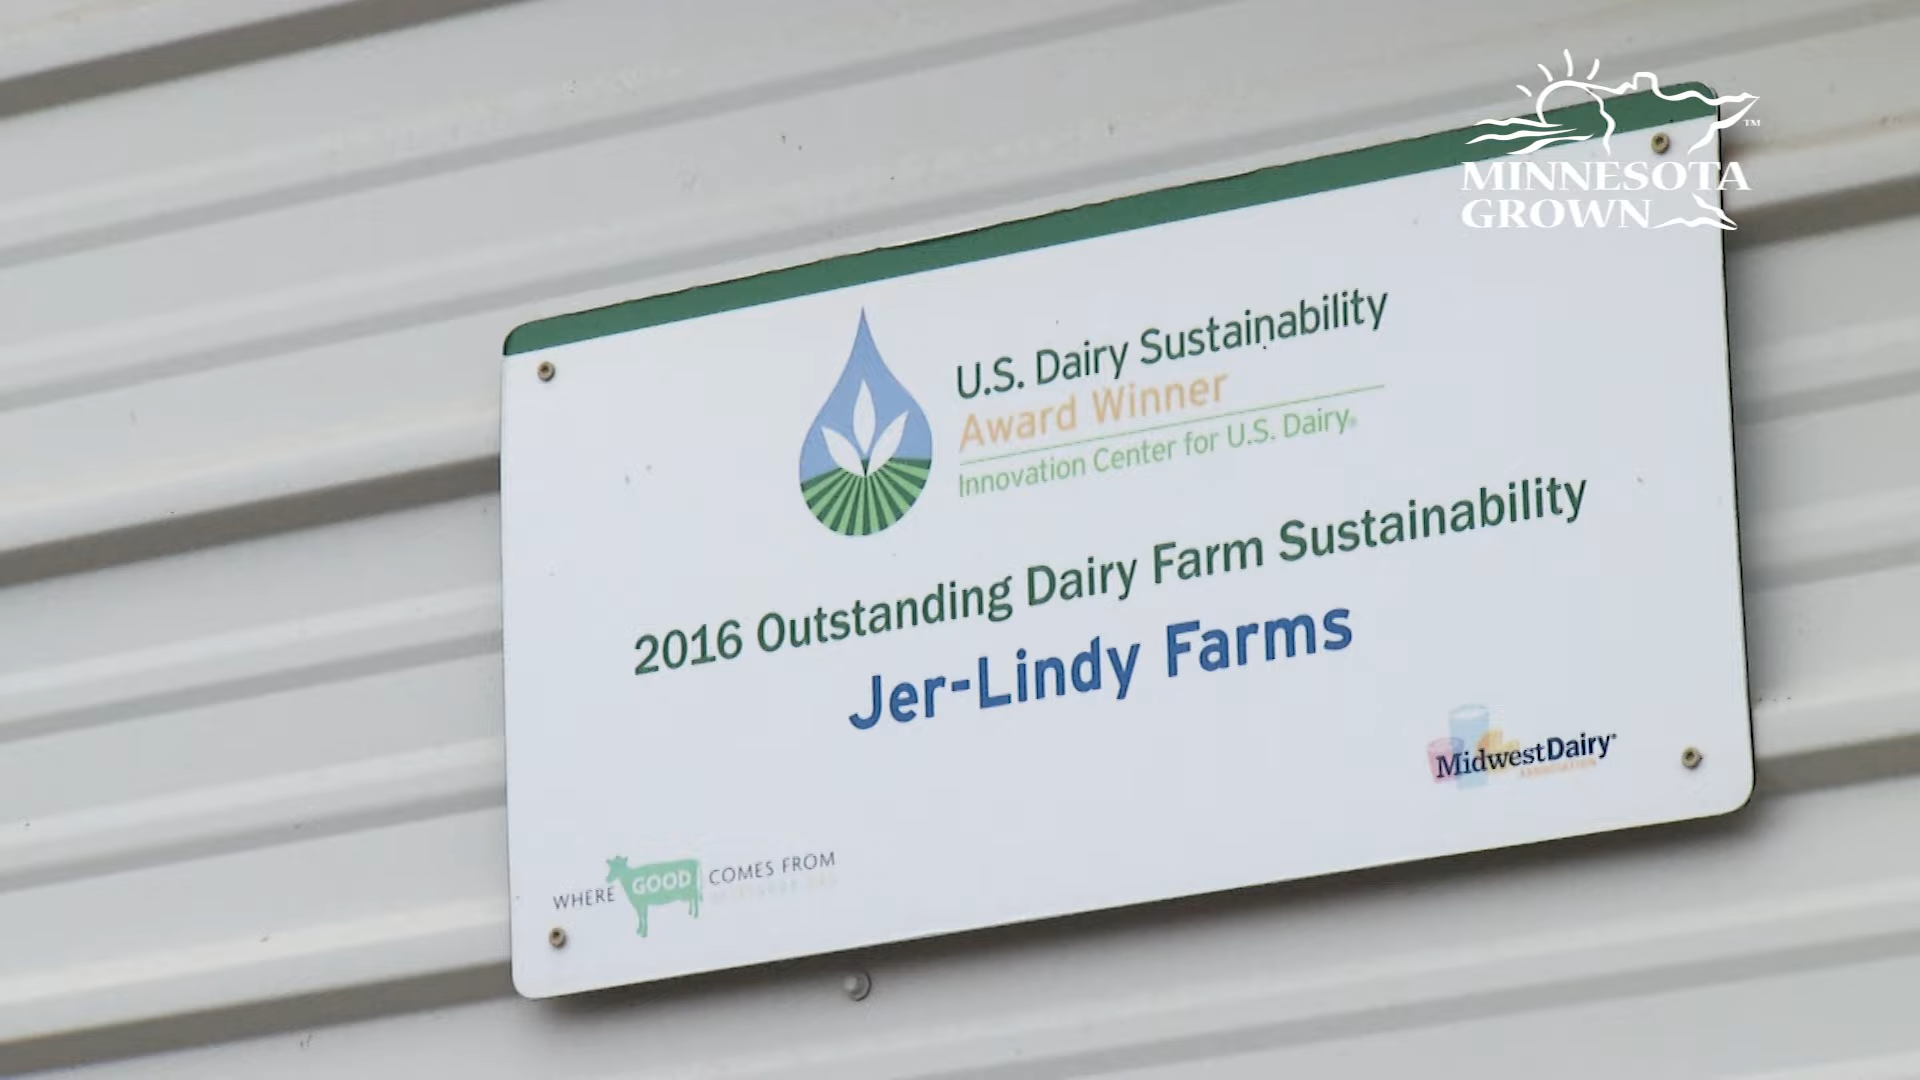 MINNESOTA
GROWN
U.S. Dairy Sustainability
Award Winner
Innovation Center for U.S. Dairy®
2016 Outstanding Dairy Farm Sustainability
Jer-Lindy Farms
MidwestDairy
ASSOCIATION
WHERE GOOD COMES FROM